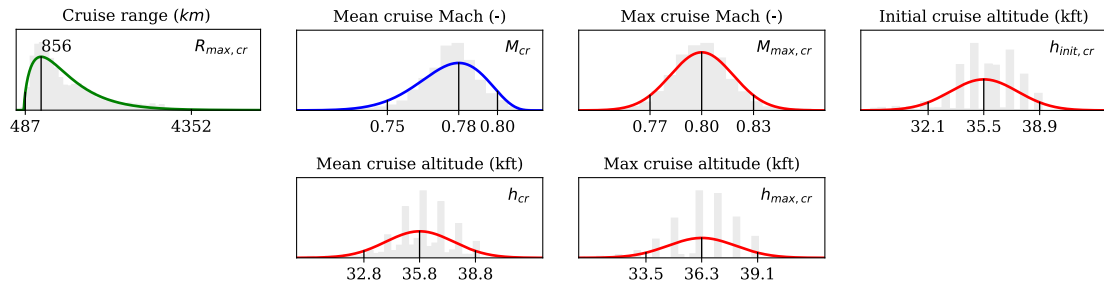 Cruise range (km)
R_max,cr
856
487 4352
Mean cruise Mach (-)
M_cr
0.75 0.78 0.80
Max cruise Mach (-)
M_max,cr
0.77 0.80 0.83
Initial cruise altitude (kft)
h_init,cr
32.1 35.5 38.9
Mean cruise altitude (kft)
h_cr
32.8 35.8 38.8
Max cruise altitude (kft)
h_max,cr
33.5 36.3 39.1